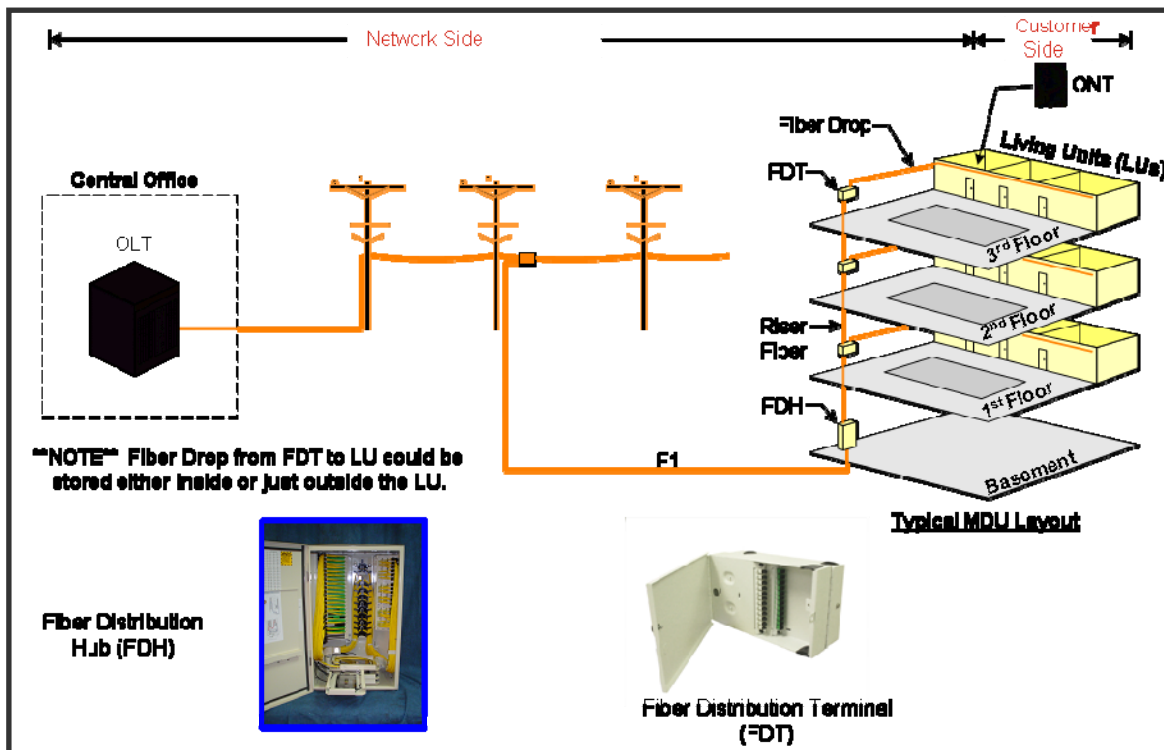 Network Side
Customer
Side
ONT
Fiber Drop
Living Units (LUs)
FDT
Central Office
OLT
3rd Floor
Riser
Fiber
2nd Floor
FDH
1st Floor
**NOTE** Fiber Drop from FDT to LU could be
stored either inside or just outside the LU.
F1
Basement
Typical MDU Layout
Fiber Distribution
Hub (FDH)
Fiber Distribution Terminal
(FDT)